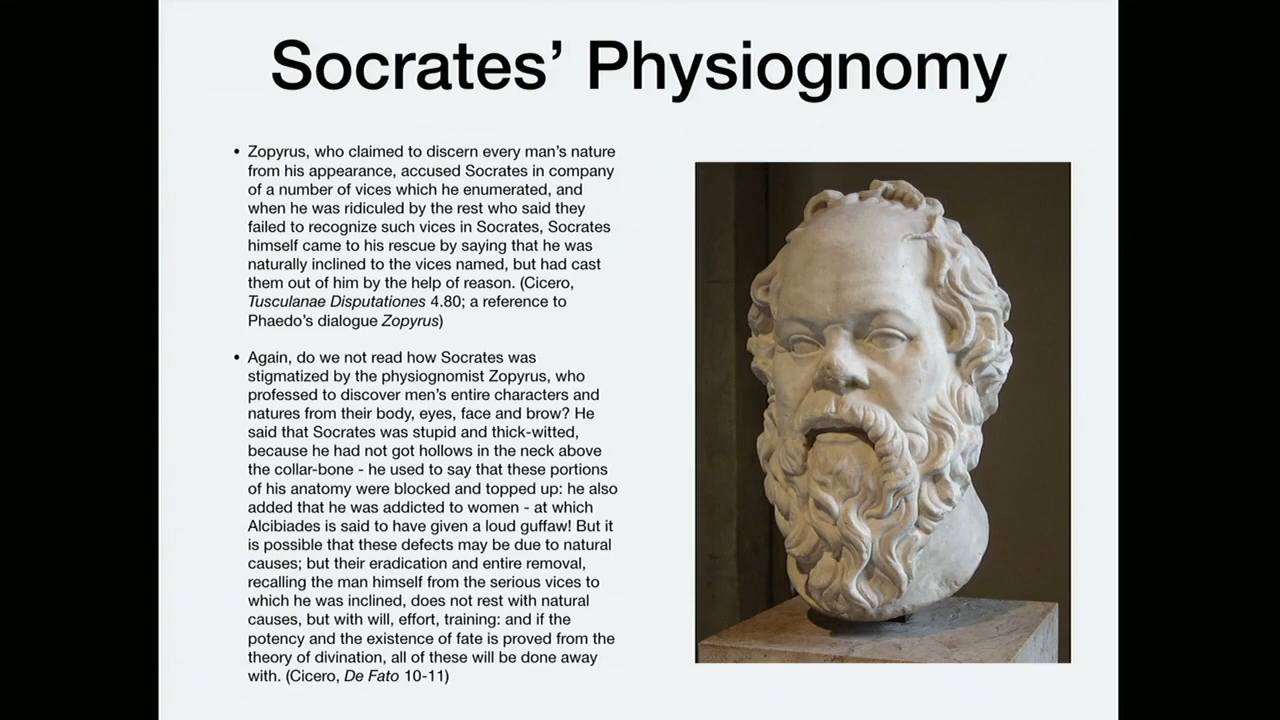 Socrates’ Physiognomy
• Zopyrus, who claimed to discern every man’s nature
from his appearance, accused Socrates in company
of a number of vices which he enumerated, and
when he was ridiculed by the rest who said they
failed to recognize such vices in Socrates, Socrates
himself came to his rescue by saying that he was
naturally inclined to the vices named, but had cast
them out of him by the help of reason. (Cicero,
Tusculanae Disputationes 4.80; a reference to
Phaedo’s dialogue Zopyrus)
• Again, do we not read how Socrates was
stigmatized by the physiognomist Zopyrus, who
professed to discover men’s entire characters and
natures from their body, eyes, face and brow? He
said that Socrates was stupid and thick-witted,
because he had not got hollows in the neck above
the collar-bone - he used to say that these portions
of his anatomy were blocked and topped up: he also
added that he was addicted to women - at which
Alcibiades is said to have given a loud guffaw! But it
is possible that these defects may be due to natural
causes; but their eradication and entire removal,
recalling the man himself from the serious vices to
which he was inclined, does not rest with natural
causes, but with will, effort, training: and if the
potency and the existence of fate is proved from the
theory of divination, all of these will be done away
with. (Cicero, De Fato 10-11)